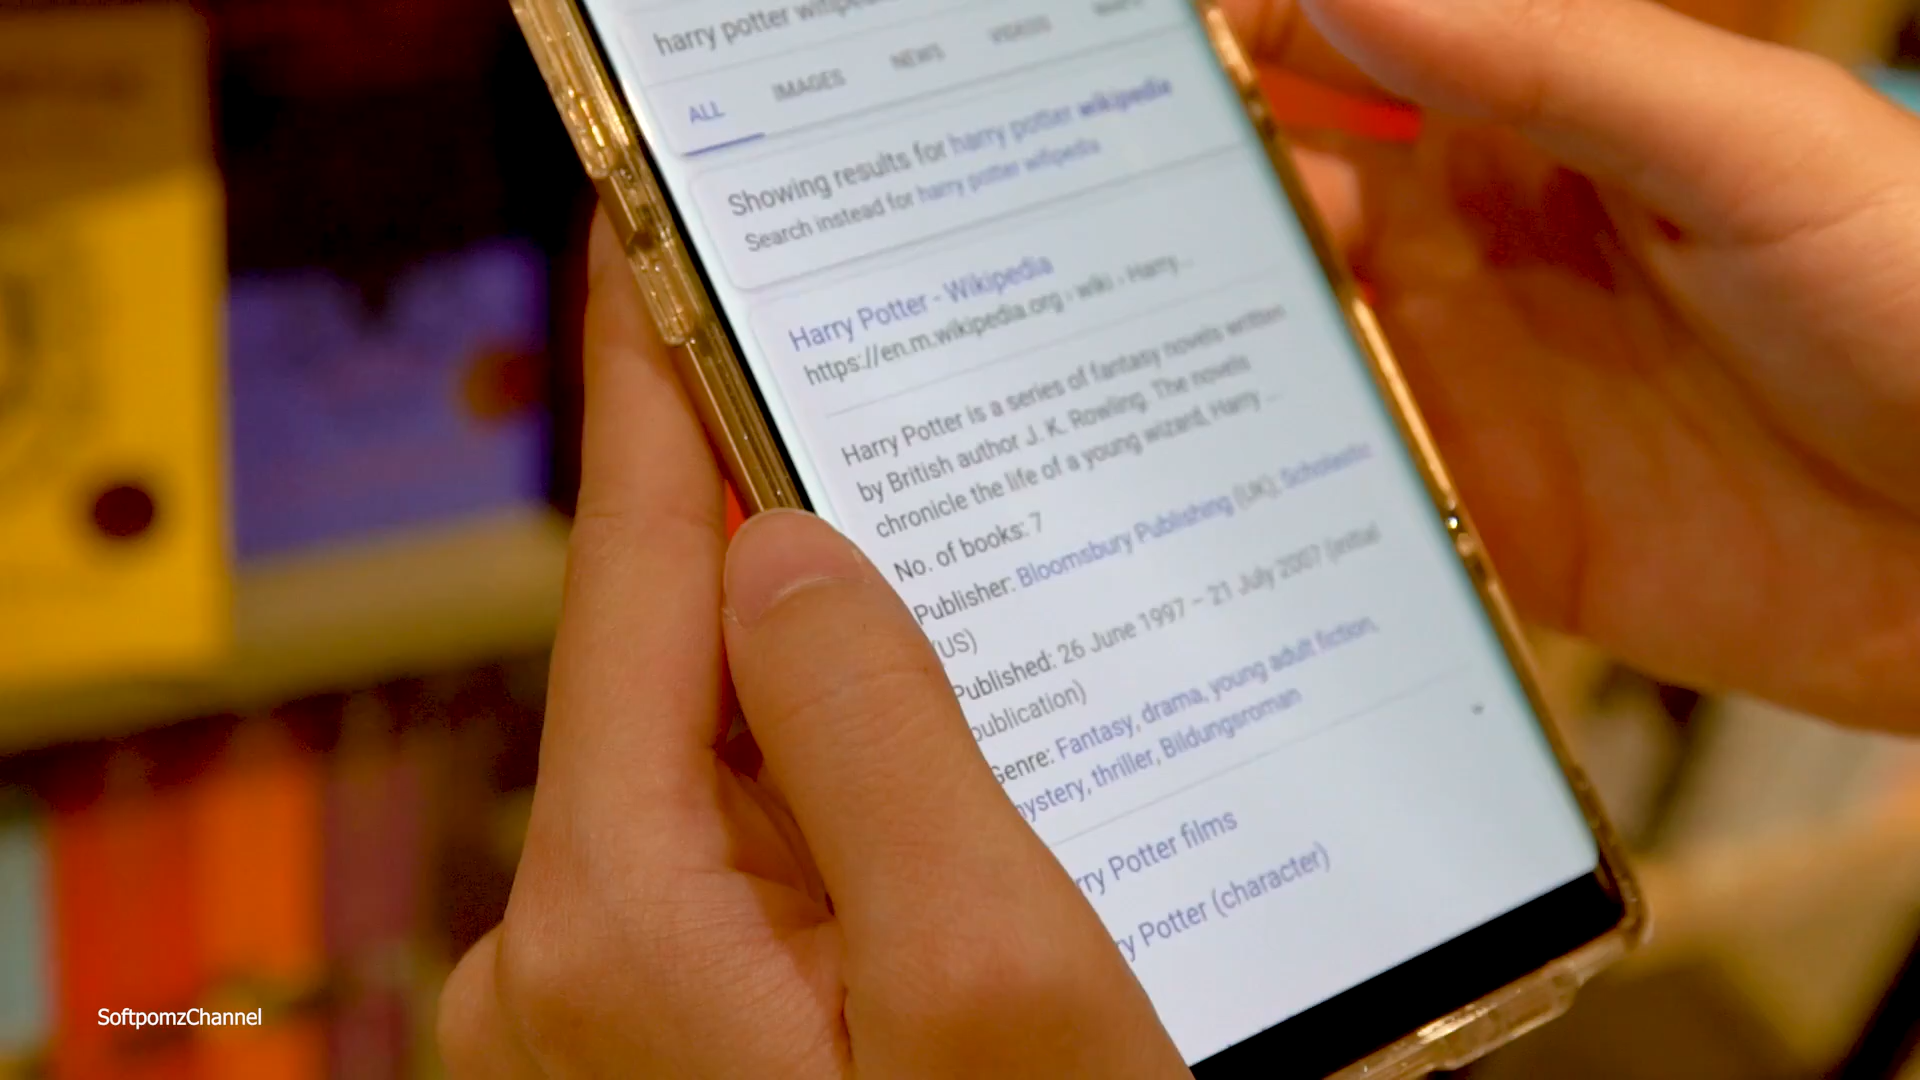 harry potter wifipedia
ALL IMAGES NEWS VIDEOS
Showing results for harry potter wikipedia
Search instead for harry potter wifipedia
Harry Potter - Wikipedia
https://en.m.wikipedia.org › wiki › Harry...
Harry Potter is a series of fantasy novels written
by British author J. K. Rowling. The novels
chronicle the life of a young wizard, Harry ...
No. of books: 7
Publisher: Bloomsbury Publishing (UK); Scholastic
(US)
Published: 26 June 1997 – 21 July 2007 (initial
publication)
Genre: Fantasy, drama, young adult fiction,
mystery, thriller, Bildungsroman
rry Potter films
ry Potter (character)
SoftpomzChannel